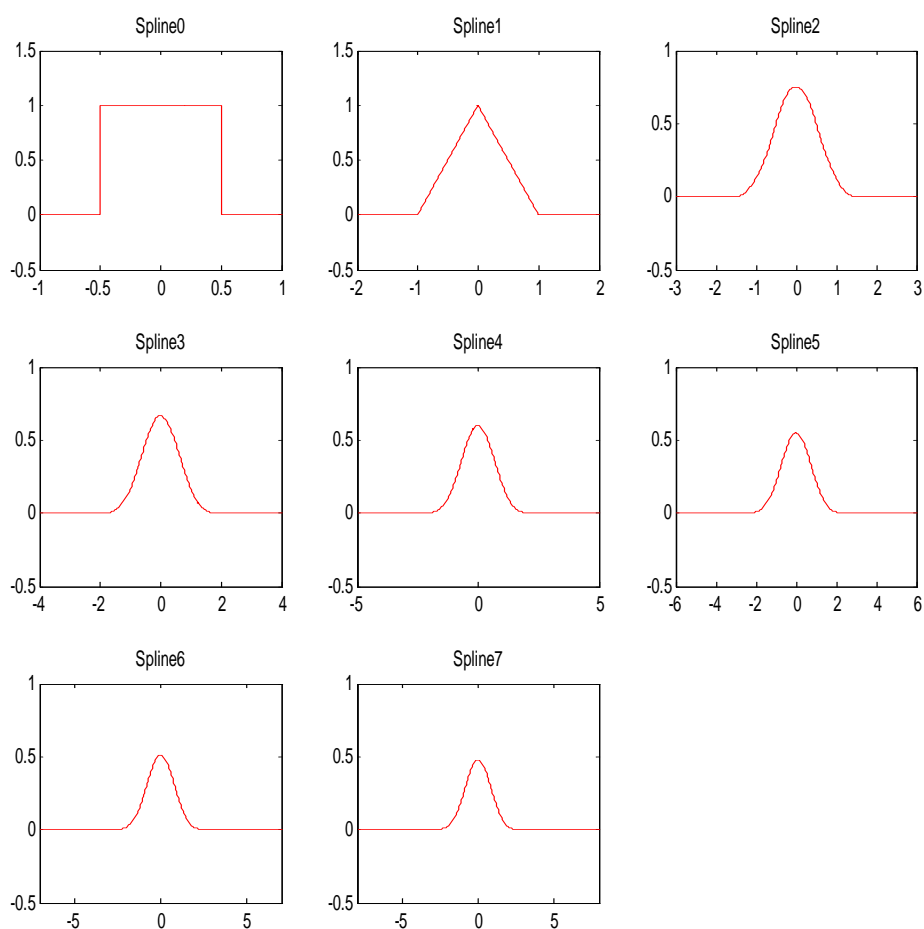 Spline0 Spline1 Spline2
1.5 1.5 1
1 1 0.5
0.5 0.5 0
0 0
-0.5 -0.5 -0.5
-1 -0.5 0 0.5 1 -2 -1 0 1 2 -3 -2 -1 0 1 2 3
Spline3 Spline4 Spline5
1 1 1
0.5 0.5 0.5
0 0 0
-0.5 -0.5 -0.5
-4 -2 0 2 4 -5 0 5 -6 -4 -2 0 2 4 6
Spline6 Spline7
1 1
0.5 0.5
0 0
-0.5 -0.5
-5 0 5 -5 0 5